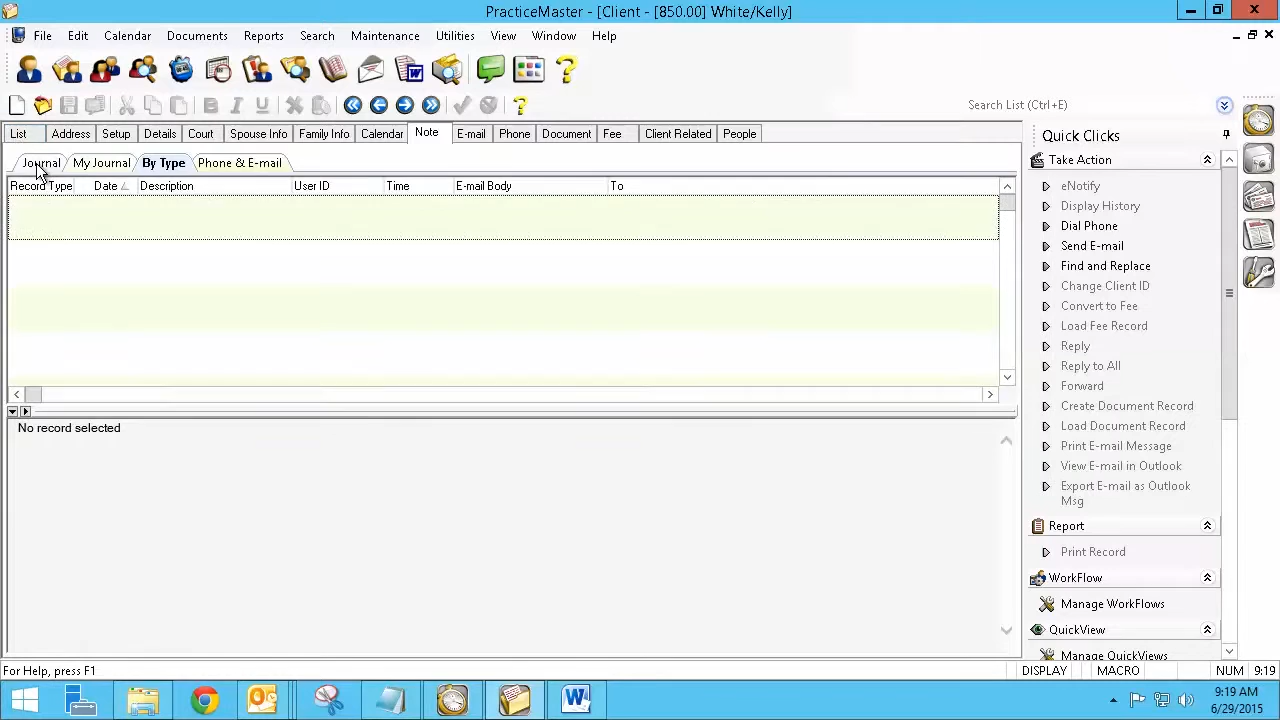 PracticeMaster - [Client - [850.00] White/Kelly]
File Edit Calendar Documents Reports Search Maintenance Utilities View Window Help
Search List (Ctrl+E)
List Address Setup Details Court Spouse Info Family Info Calendar Note E-mail Phone Document Fee Client Related People
Journal My Journal By Type Phone & E-mail
Record Type Date Description User ID Time E-mail Body To
No record selected
Quick Clicks
Take Action
eNotify
Display History
Dial Phone
Send E-mail
Find and Replace
Change Client ID
Convert to Fee
Load Fee Record
Reply
Reply to All
Forward
Create Document Record
Load Document Record
Print E-mail Message
View E-mail in Outlook
Export E-mail as Outlook
Msg
Report
Print Record
WorkFlow
Manage WorkFlows
QuickView
Manage QuickViews
For Help, press F1
DISPLAY MACRO NUM 9:19
9:19 AM
6/29/2015